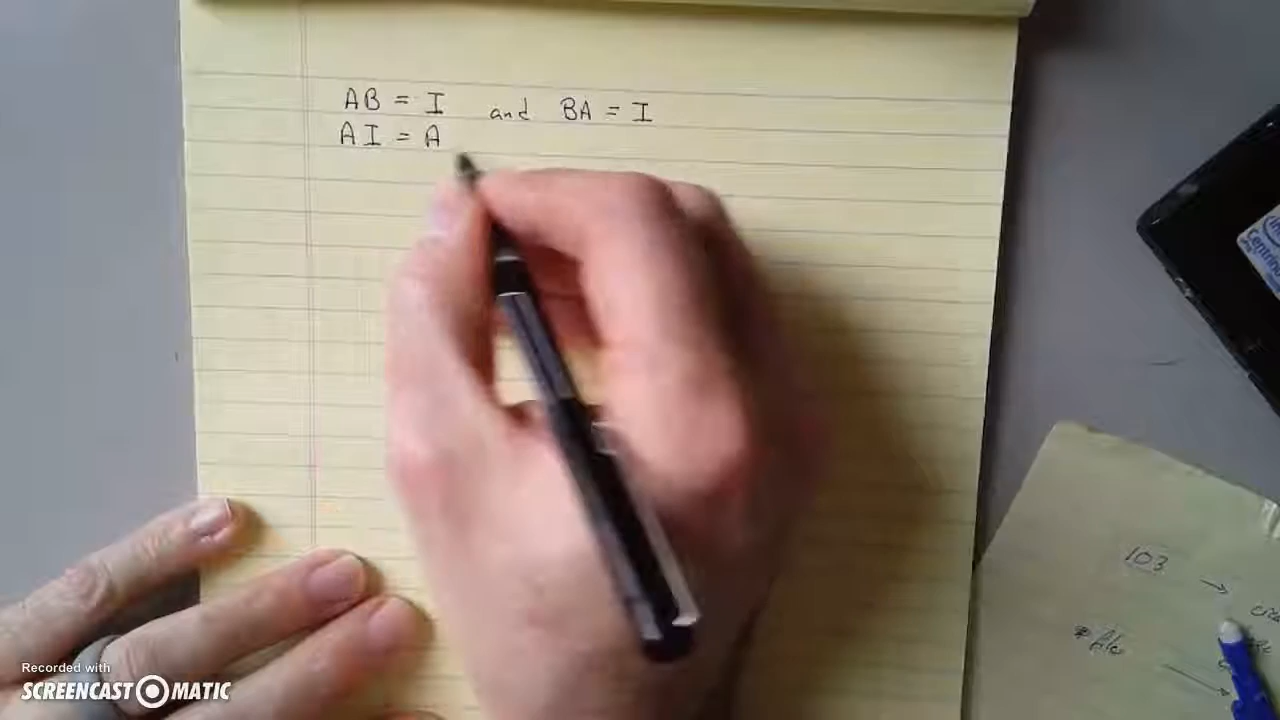 AB = I and BA = I
AI = A
103 →
Recorded with
SCREENCAST MATIC